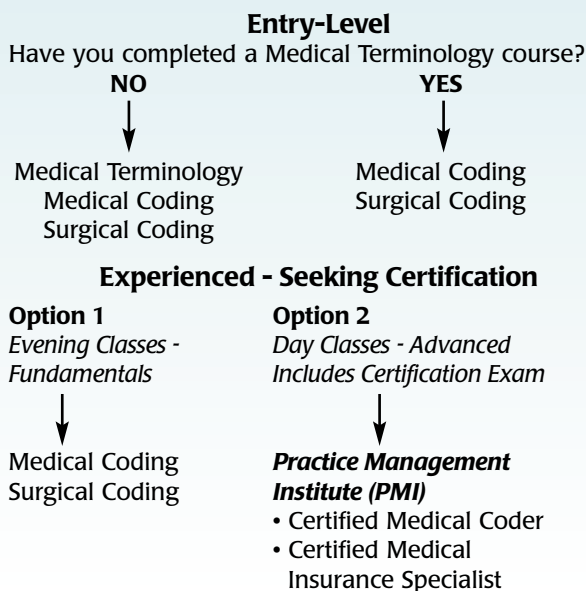 Entry-Level
Have you completed a Medical Terminology course?
NO
Medical Terminology
Medical Coding
Surgical Coding
YES
Medical Coding
Surgical Coding
Experienced - Seeking Certification
Option 1
Evening Classes -
Fundamentals
Medical Coding
Surgical Coding
Option 2
Day Classes - Advanced
Includes Certification Exam
Practice Management
Institute (PMI)
• Certified Medical Coder
• Certified Medical
Insurance Specialist